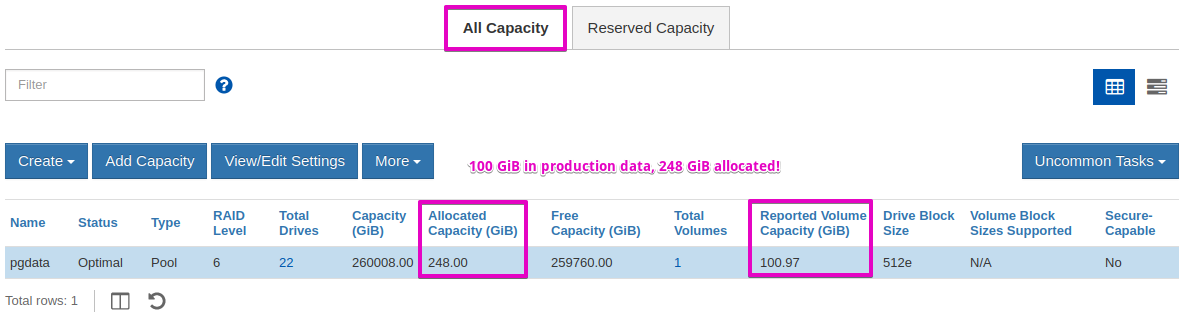 All Capacity
Reserved Capacity
Filter
?
Create
Add Capacity
View/Edit Settings
More
100 GiB in production data, 248 GiB allocated!
Uncommon Tasks
Name Status Type RAID Level Total Drives Capacity (GiB) Allocated Capacity (GiB) Free Capacity (GiB) Total Volumes Reported Volume Capacity (GiB) Drive Block Size Volume Block Sizes Supported Secure-Capable
pgdata Optimal Pool 6 22 260008.00 248.00 259760.00 1 100.97 512e N/A No
Total rows: 1